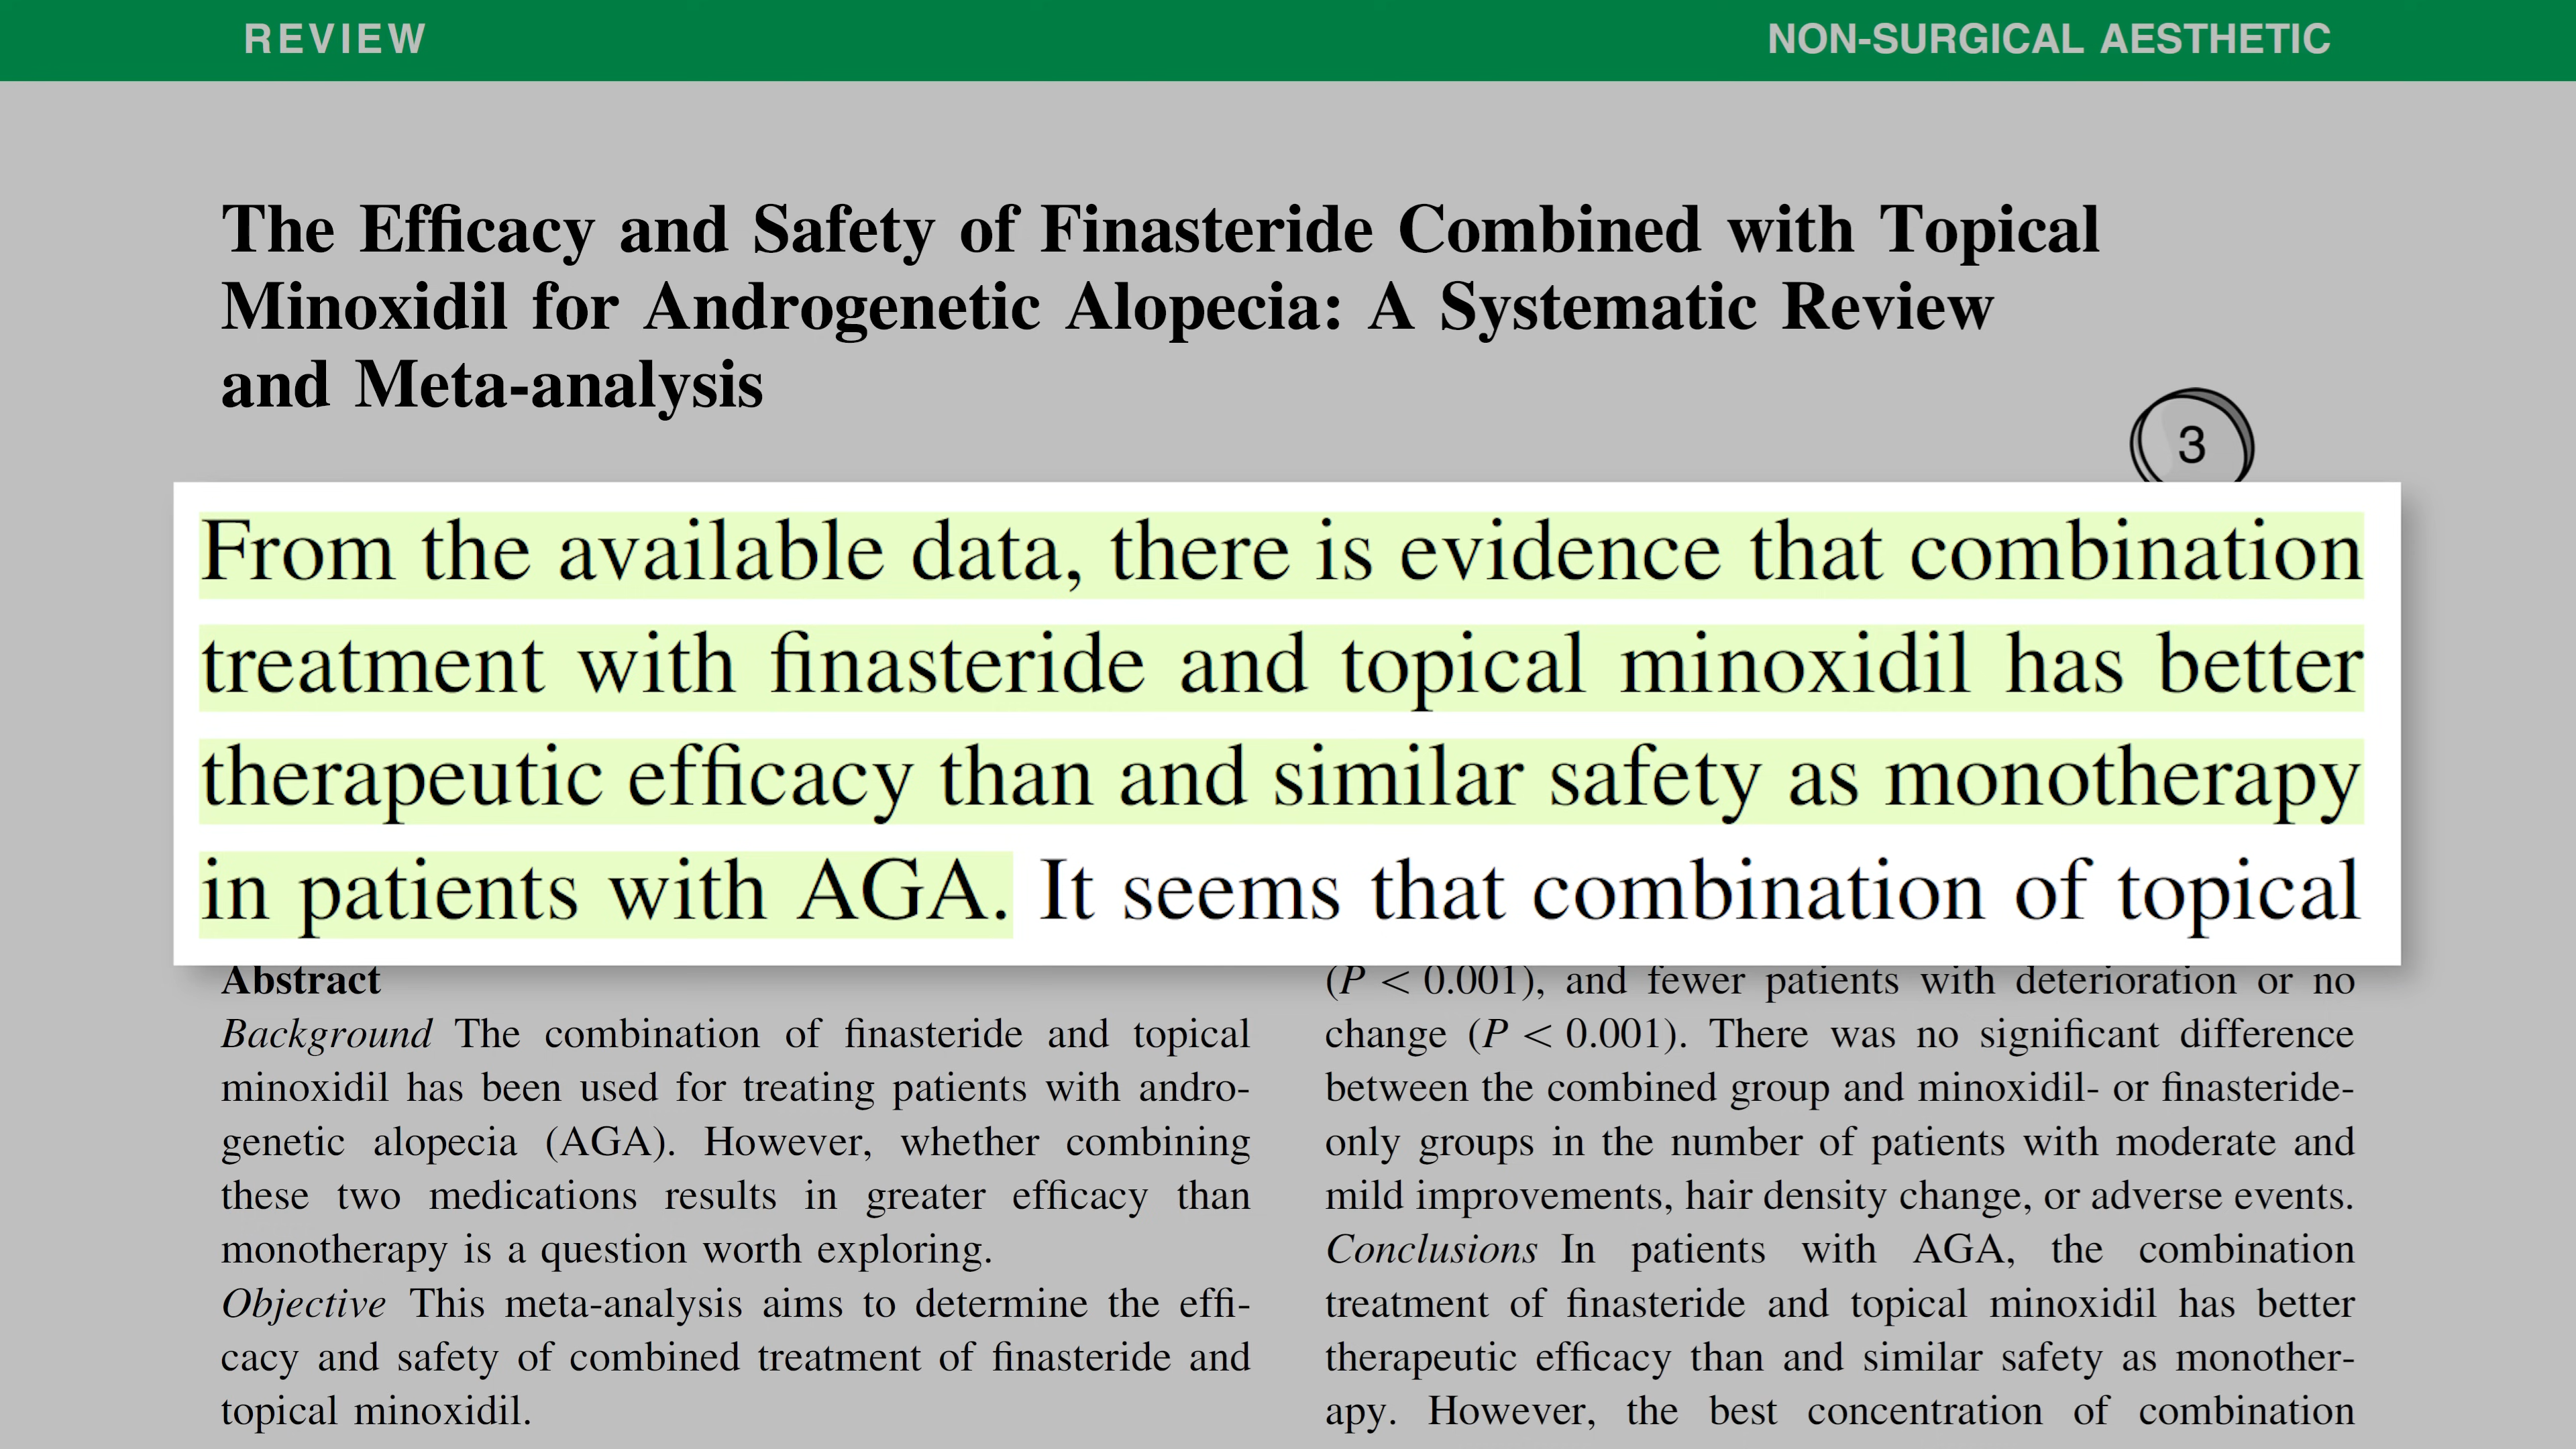 REVIEW
NON-SURGICAL AESTHETIC
The Efficacy and Safety of Finasteride Combined with Topical
Minoxidil for Androgenetic Alopecia: A Systematic Review
and Meta-analysis
3
From the available data, there is evidence that combination
treatment with finasteride and topical minoxidil has better
therapeutic efficacy than and similar safety as monotherapy
in patients with AGA. It seems that combination of topical
Abstract
Background The combination of finasteride and topical
minoxidil has been used for treating patients with andro-
genetic alopecia (AGA). However, whether combining
these two medications results in greater efficacy than
monotherapy is a question worth exploring.
Objective This meta-analysis aims to determine the effi-
cacy and safety of combined treatment of finasteride and
topical minoxidil.
(P < 0.001), and fewer patients with deterioration or no
change (P < 0.001). There was no significant difference
between the combined group and minoxidil- or finasteride-
only groups in the number of patients with moderate and
mild improvements, hair density change, or adverse events.
Conclusions In patients with AGA, the combination
treatment of finasteride and topical minoxidil has better
therapeutic efficacy than and similar safety as monother-
apy. However, the best concentration of combination